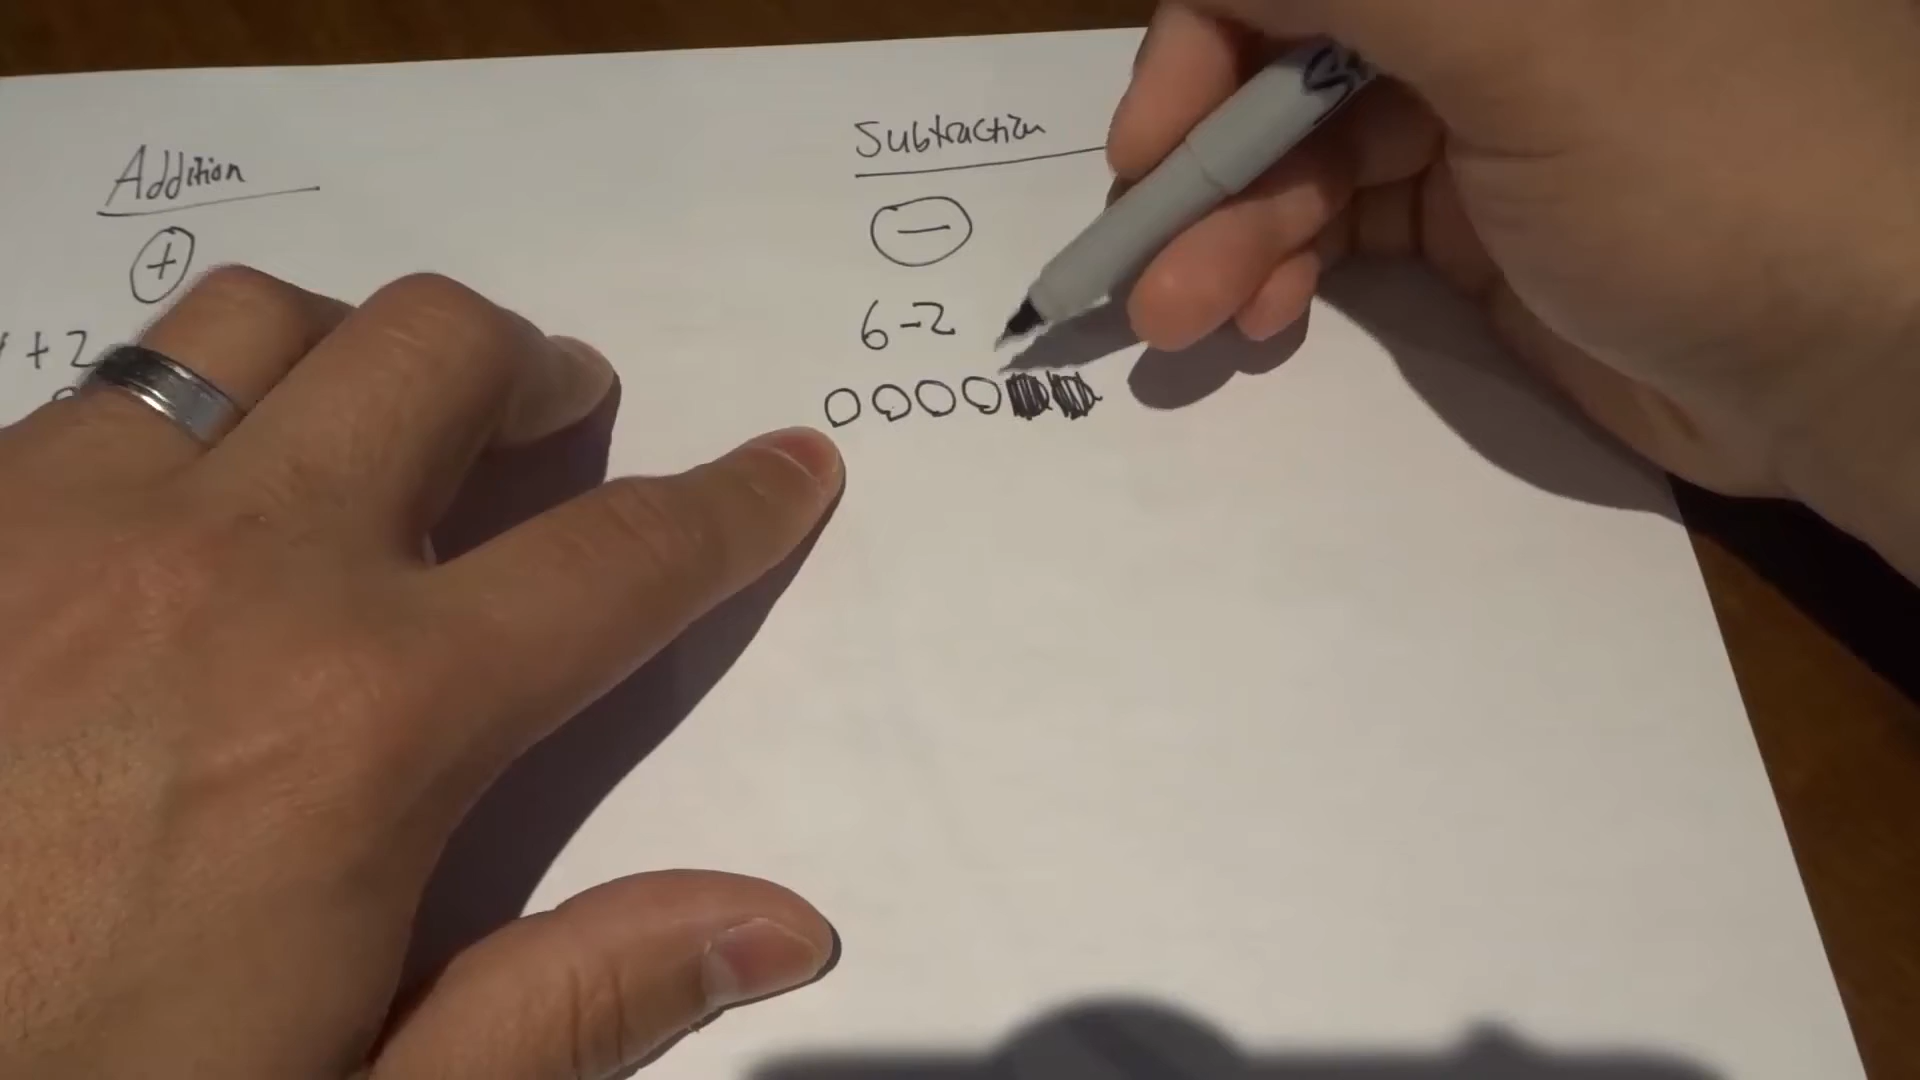 Addition
+
+ 2
Subtraction
−
6-2